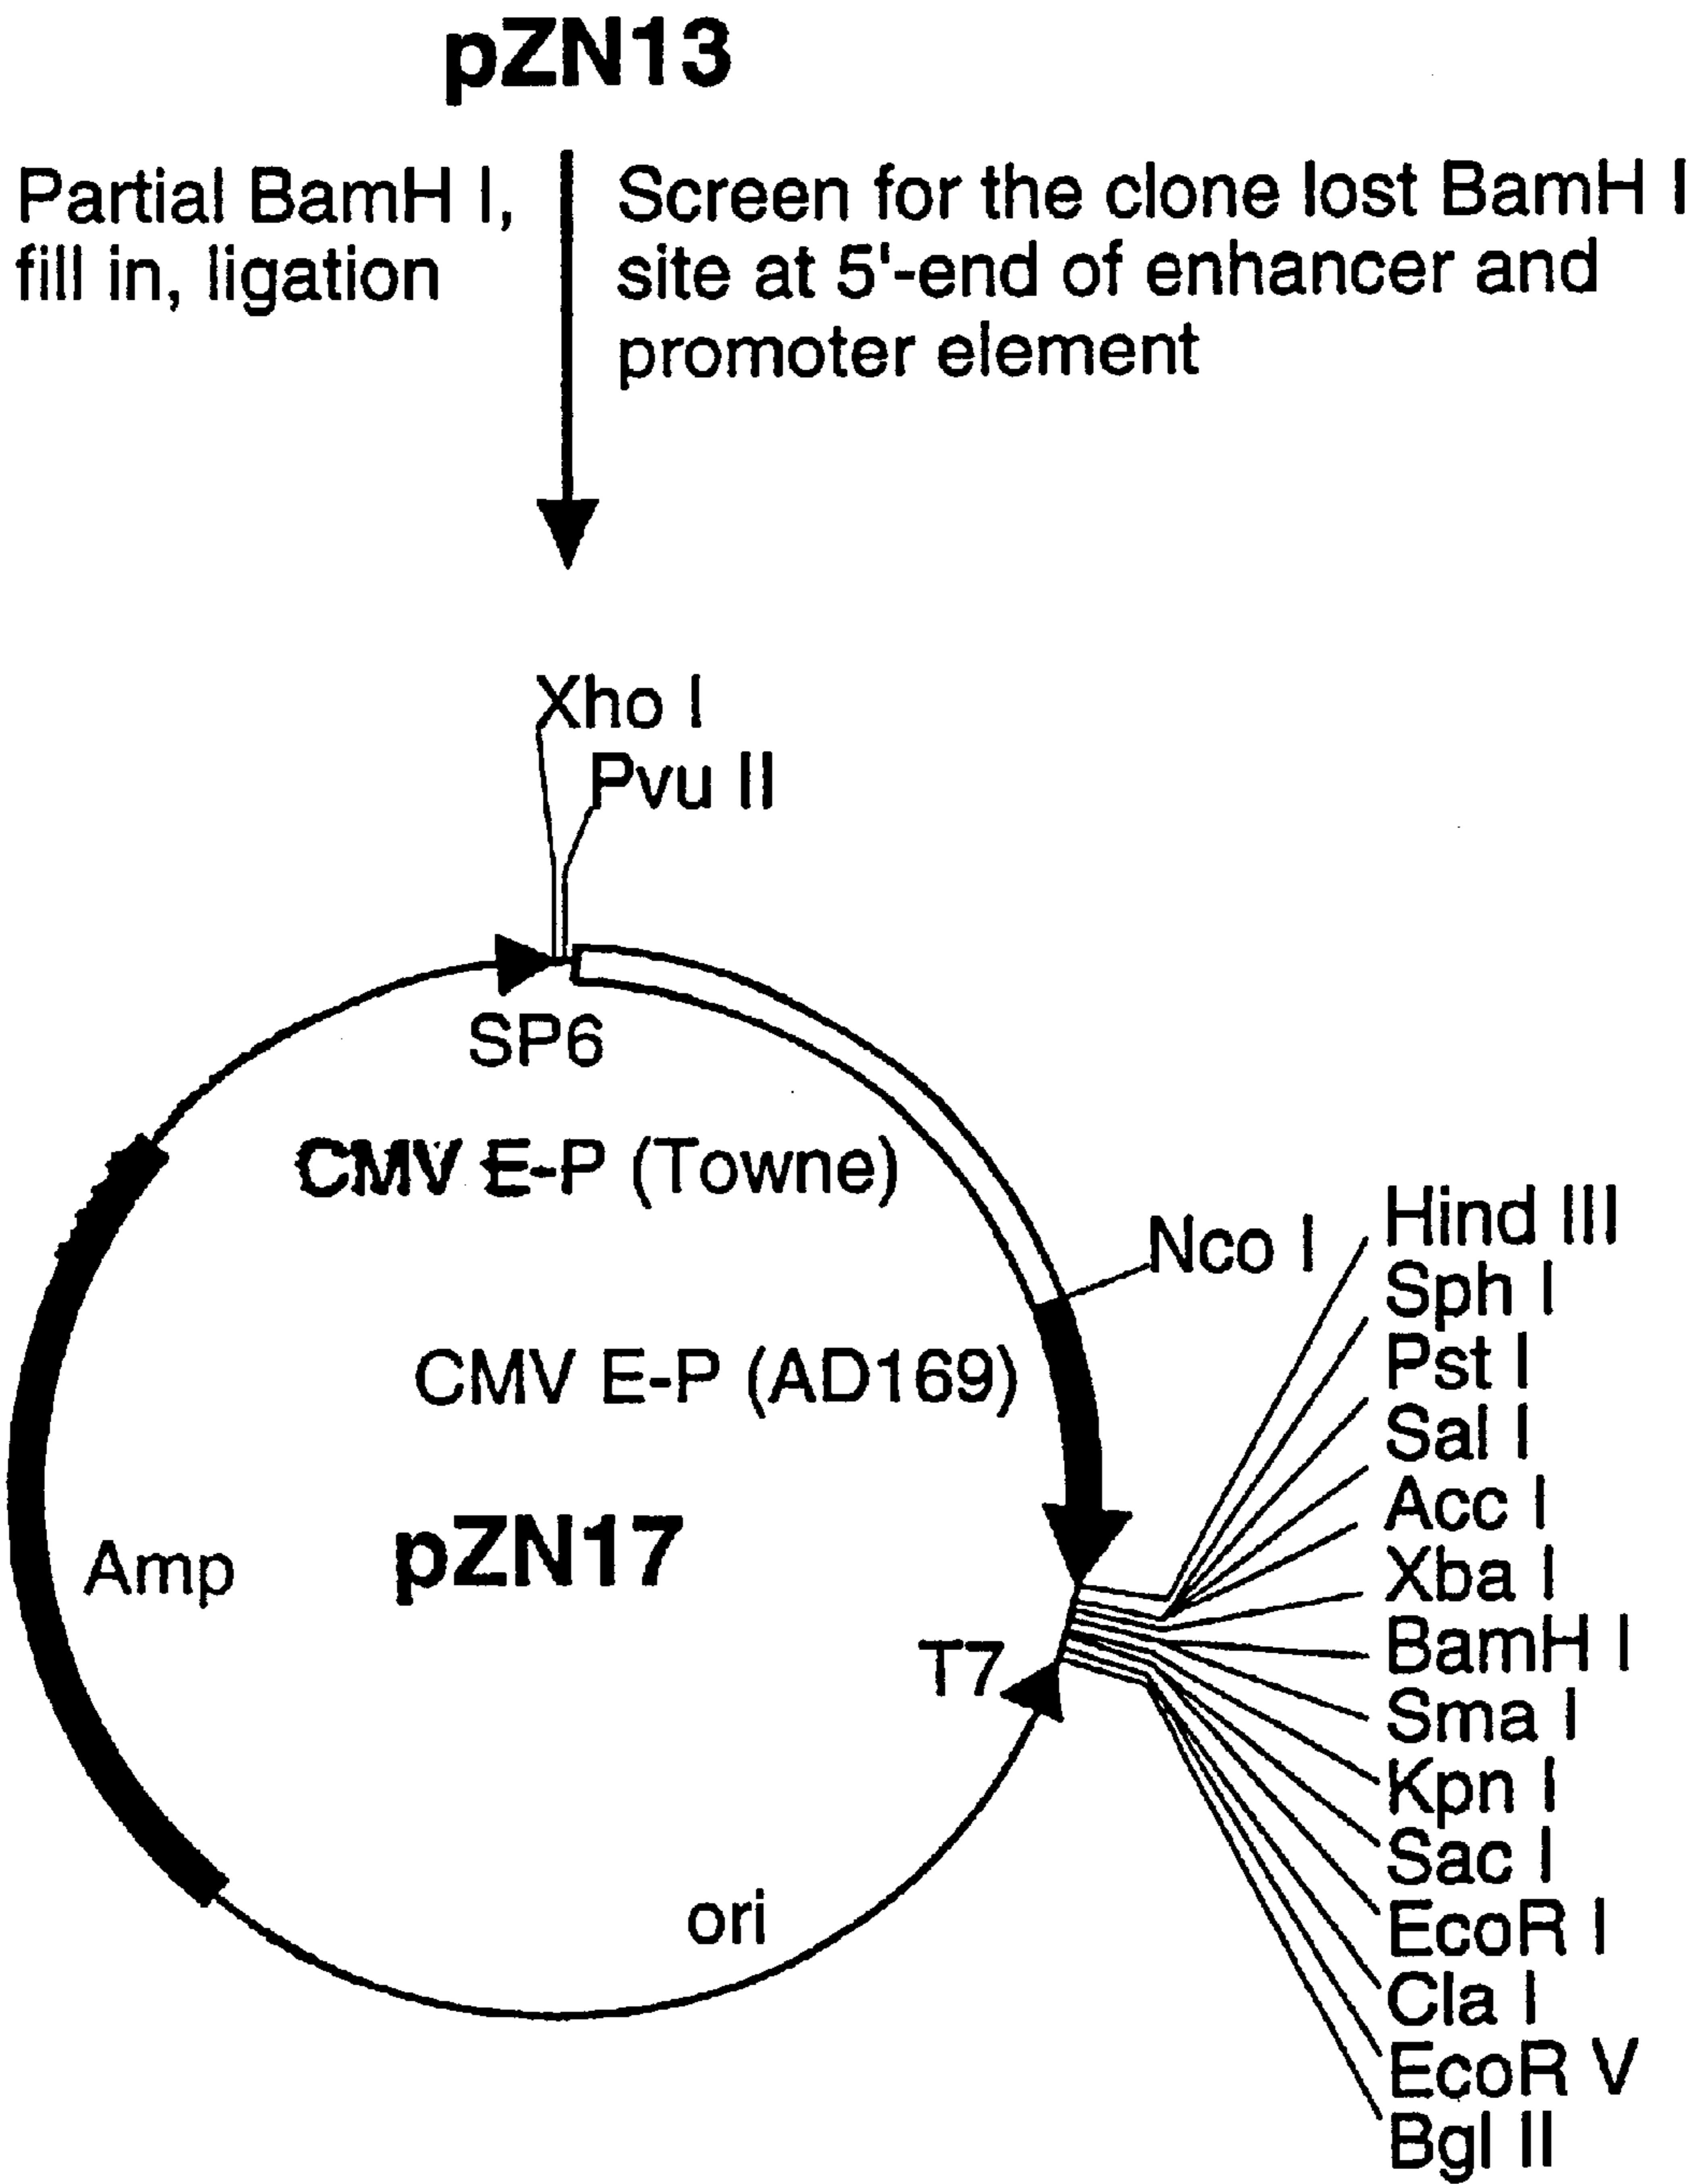 pZN13
Partial BamH I,
fill in, ligation
Screen for the clone lost BamH I
site at 5'-end of enhancer and
promoter element
Xho I
Pvu II
SP6
CMV E-P (Towne)
Nco I
CMV E-P (AD169)
Amp
pZN17
T7
ori
Hind III
Sph I
Pst I
Sal I
Acc I
Xba I
BamH I
Sma I
Kpn I
Sac I
EcoR I
Cla I
EcoR V
Bgl II